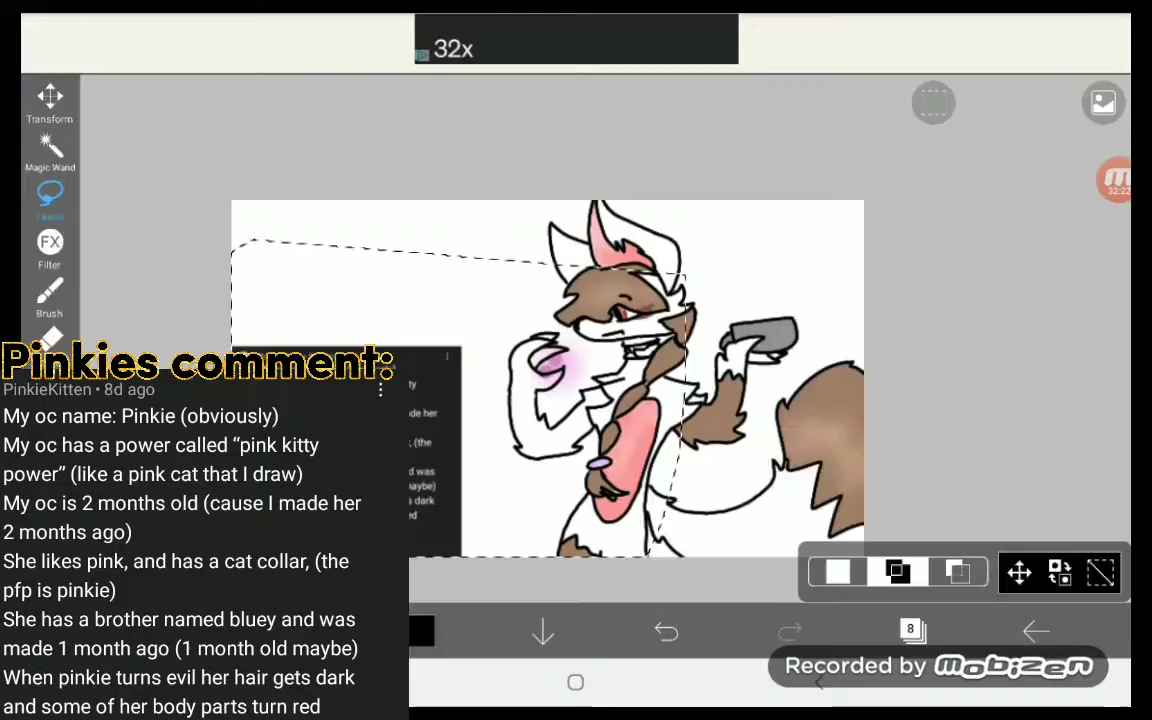 32x
Transform
Magic Wand
Lasso
FX
Filter
Brush
32:22
Pinkies comment:
PinkieKitten • 8d ago
My oc name: Pinkie (obviously)
My oc has a power called “pink kitty
power” (like a pink cat that I draw)
My oc is 2 months old (cause I made her
2 months ago)
She likes pink, and has a cat collar, (the
pfp is pinkie)
She has a brother named bluey and was
made 1 month ago (1 month old maybe)
When pinkie turns evil her hair gets dark
and some of her body parts turn red
8
Recorded by mobizen